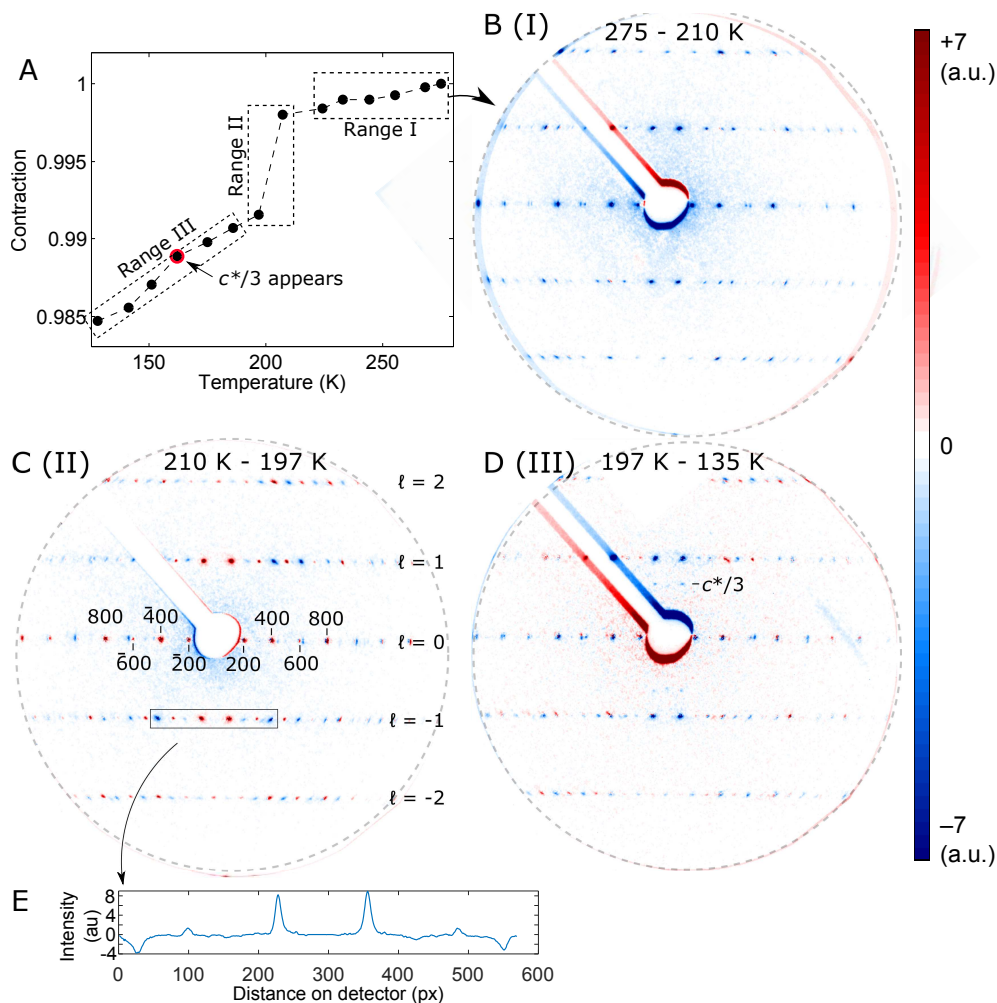 A
Contraction
1
0.995
0.99
0.985
Range I
Range II
Range III
c*/3 appears
150
200
250
Temperature (K)
B (I)
275 - 210 K
+7
(a.u.)
0
–7
(a.u.)
C (II)
210 K - 197 K
ℓ = 2
ℓ = 1
ℓ = 0
ℓ = -1
ℓ = -2
800
4̄00
400
800
6̄00
2̄00
200
600
D (III)
197 K - 135 K
c*/3
E
Intensity
(au)
8
4
0
-4
0
100
200
300
400
500
600
Distance on detector (px)